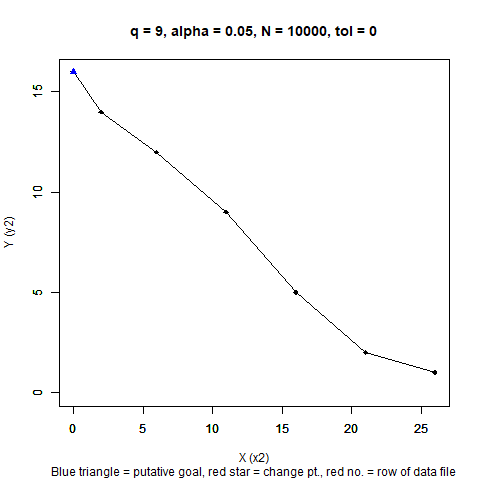 q = 9, alpha = 0.05, N = 10000, tol = 0
15
10
5
0
Y (y2)
0 5 10 15 20 25
X (x2)
Blue triangle = putative goal, red star = change pt., red no. = row of data file